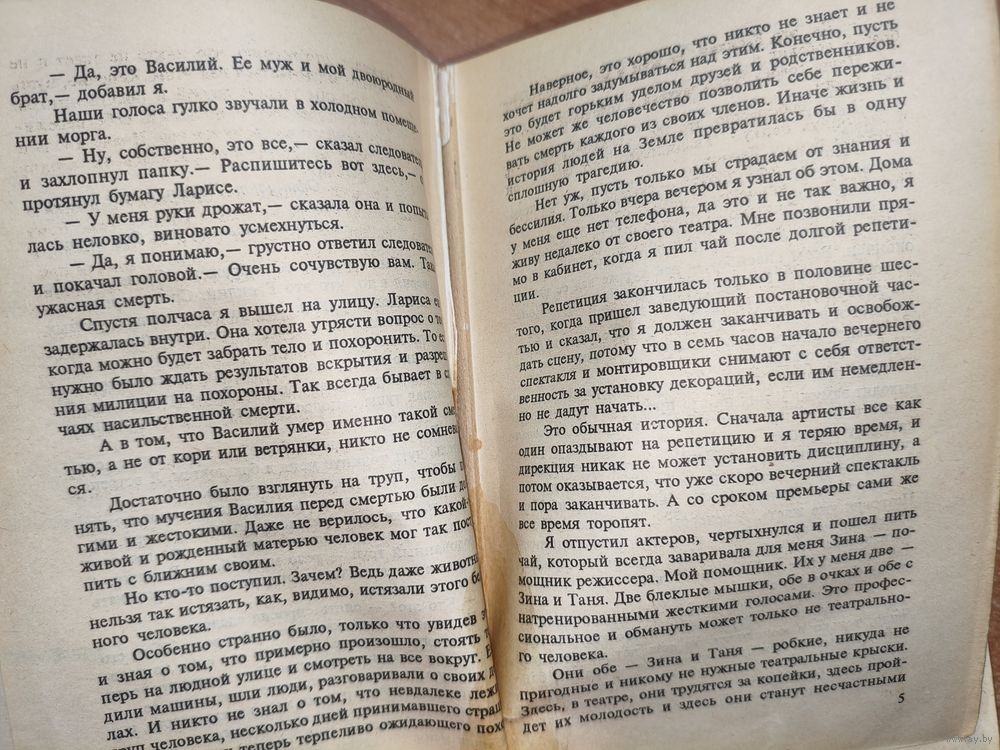 — Да, это Василий. Ее муж и мой двоюродный
брат,— добавил я.
Наши голоса гулко звучали в холодном помеще-
нии морга.
— Ну, собственно, это все,— сказал
и захлопнул папку.— Распишитесь вот здесь,—
протянул бумагу Ларисе.
— У меня руки дрожат,— сказала она и
лась неловко, виновато усмехнуться.
— Да, я понимаю,— грустно ответил
и покачал головой.— Очень сочувствую вам.
ужасная смерть.
Спустя полчаса я вышел на улицу. Лариса
задержалась внутри. Она хотела утрясти вопрос о
когда можно будет забрать тело и похоронить. То
нужно было ждать результатов вскрытия и
ния милиции на похороны. Так всегда бывает в
чаях насильственной смерти.
А в том, что Василий умер именно такой
тью, а не от кори или ветрянки, никто не
ся.
Достаточно было взглянуть на труп, чтобы
нять, что мучения Василия перед смертью были
гими и жестокими. Даже не верилось, что
живой и рожденный матерью человек мог так
пить с ближним своим.
Но кто-то поступил. Зачем? Ведь даже
нельзя так истязать, как, видимо, истязали этого
ного человека.
Особенно странно было, только что увидев
и зная о том, что примерно произошло, стоять
перь на людной улице и смотреть на все вокруг.
дили машины, шли люди, разговаривали о своих
лах. И никто не знал о том, что невдалеке
человека, несколько дней принимавшего
теперь терпеливо ожидающего
Наверное, это хорошо, что никто не знает и не
хочет надолго задумываться над этим. Конечно, пусть
это будет горьким уделом друзей и родственников.
Не может же человечество позволить себе пережи-
вать смерть каждого из своих членов. Иначе жизнь и
история людей на Земле превратилась бы в одну
сплошную трагедию.
Нет уж, пусть только мы страдаем от знания и
бессилия. Только вчера вечером я узнал об этом. Дома
у меня еще нет телефона, да это и не так важно, я
живу недалеко от своего театра. Мне позвонили пря-
мо в кабинет, когда я пил чай после долгой репети-
ции.
Репетиция закончилась только в половине шес-
того, когда пришел заведующий постановочной час-
тью и сказал, что я должен заканчивать и освобож-
дать сцену, потому что в семь часов начало вечернего
спектакля и монтировщики снимают с себя ответст-
венность за установку декораций, если им немедлен-
но не дадут начать...
Это обычная история. Сначала артисты все как
один опаздывают на репетицию и я теряю время, и
дирекция никак не может установить дисциплину, а
потом оказывается, что уже скоро вечерний спектакль
и пора заканчивать. А со сроком премьеры сами же
все время торопят.
Я отпустил актеров, чертыхнулся и пошел пить
чай, который всегда заваривала для меня Зина — по-
мощник режиссера. Мой помощник. Их у меня две —
Зина и Таня. Две блеклые мышки, обе в очках и обе с
натренированными жесткими голосами. Это профес-
сиональное и обмануть может только не театрально-
го человека.
Они обе — Зина и Таня — робкие, никуда не
пригодные и никому не нужные театральные крыски.
Здесь, в театре, они трудятся за копейки, здесь прой-
дет их молодость и здесь они станут несчастными
5